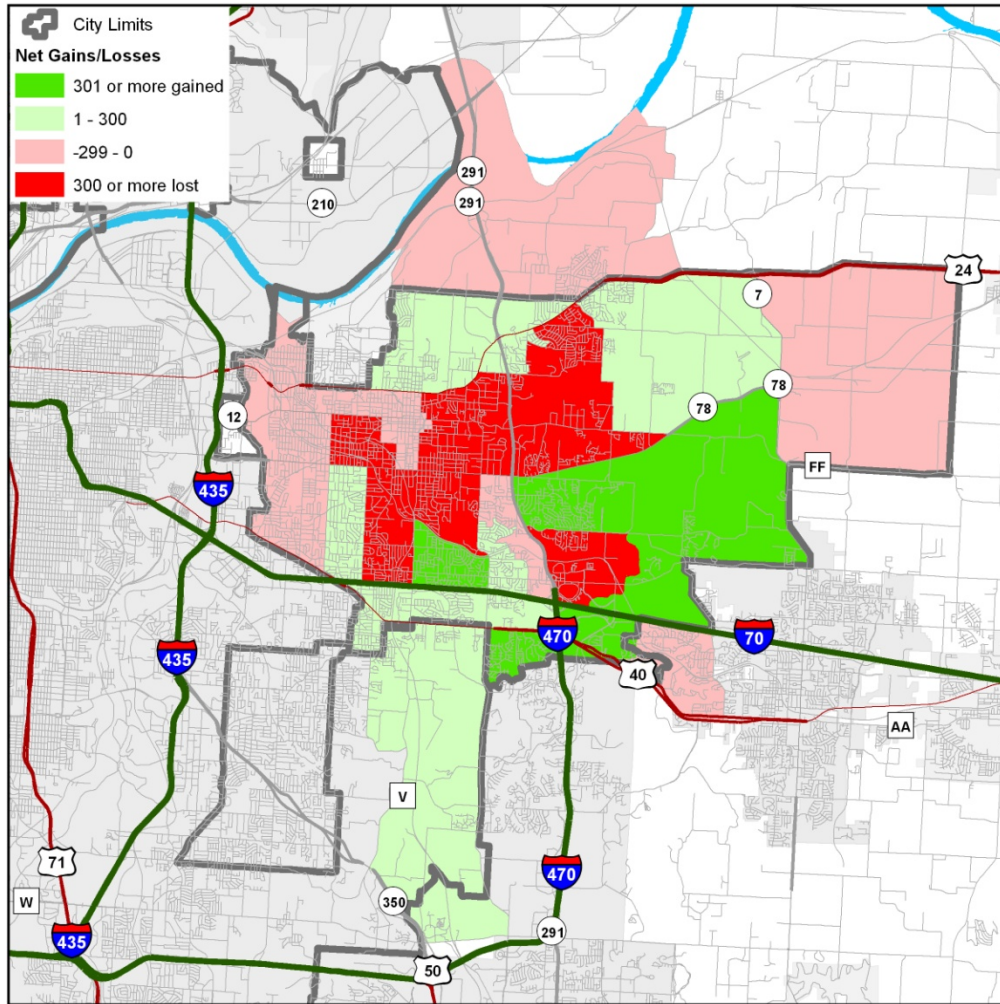 City Limits
Net Gains/Losses
301 or more gained
1 - 300
-299 - 0
300 or more lost
291
291
210
24
7
78
78
12
FF
435
470
70
435
40
AA
V
71
470
350
W
291
435
50